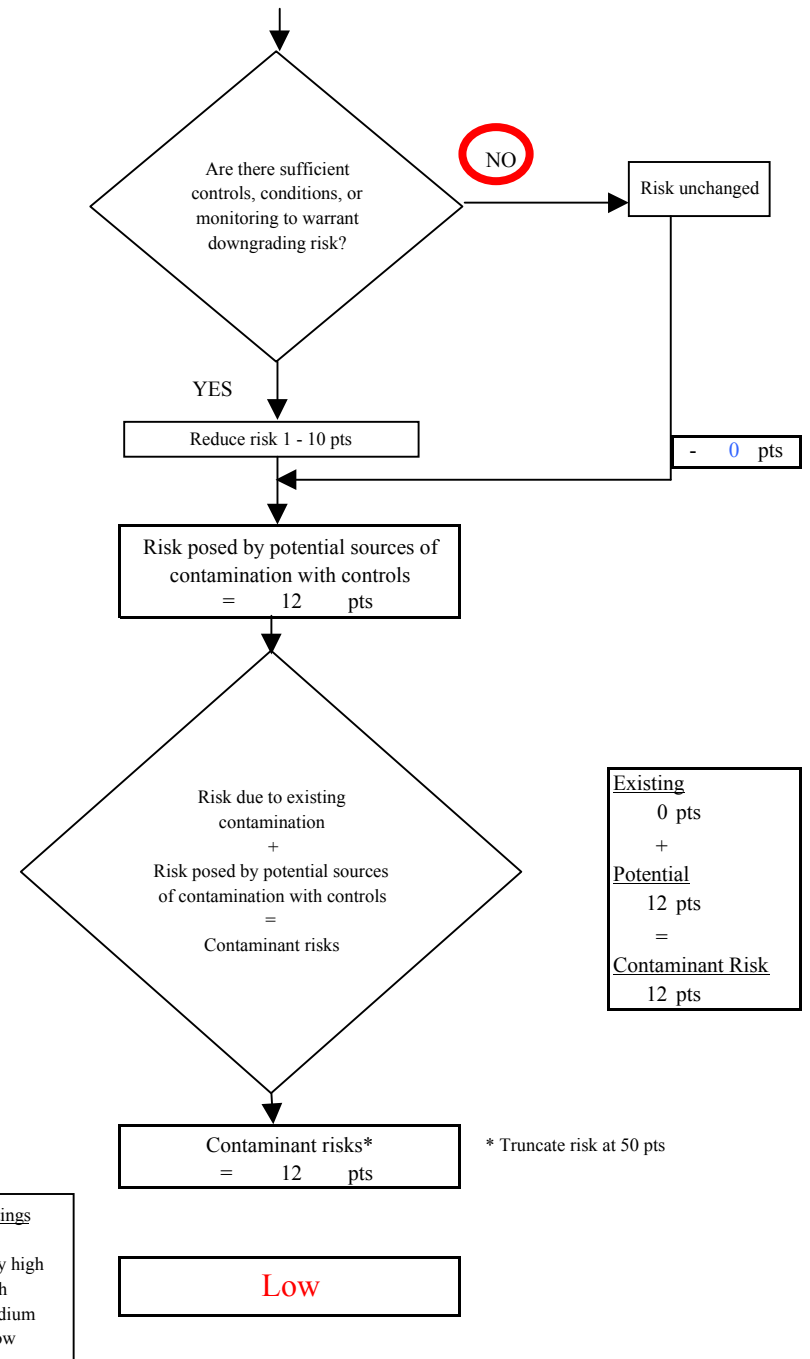 Are there sufficient
controls, conditions, or
monitoring to warrant
downgrading risk?
NO
Risk unchanged
YES
Reduce risk 1 - 10 pts
- 0 pts
Risk posed by potential sources of
contamination with controls
= 12 pts
Risk due to existing
contamination
+
Risk posed by potential sources
of contamination with controls
=
Contaminant risks
Existing
0 pts
+
Potential
12 pts
=
Contaminant Risk
12 pts
Contaminant risks*
= 12 pts
* Truncate risk at 50 pts
high
Low